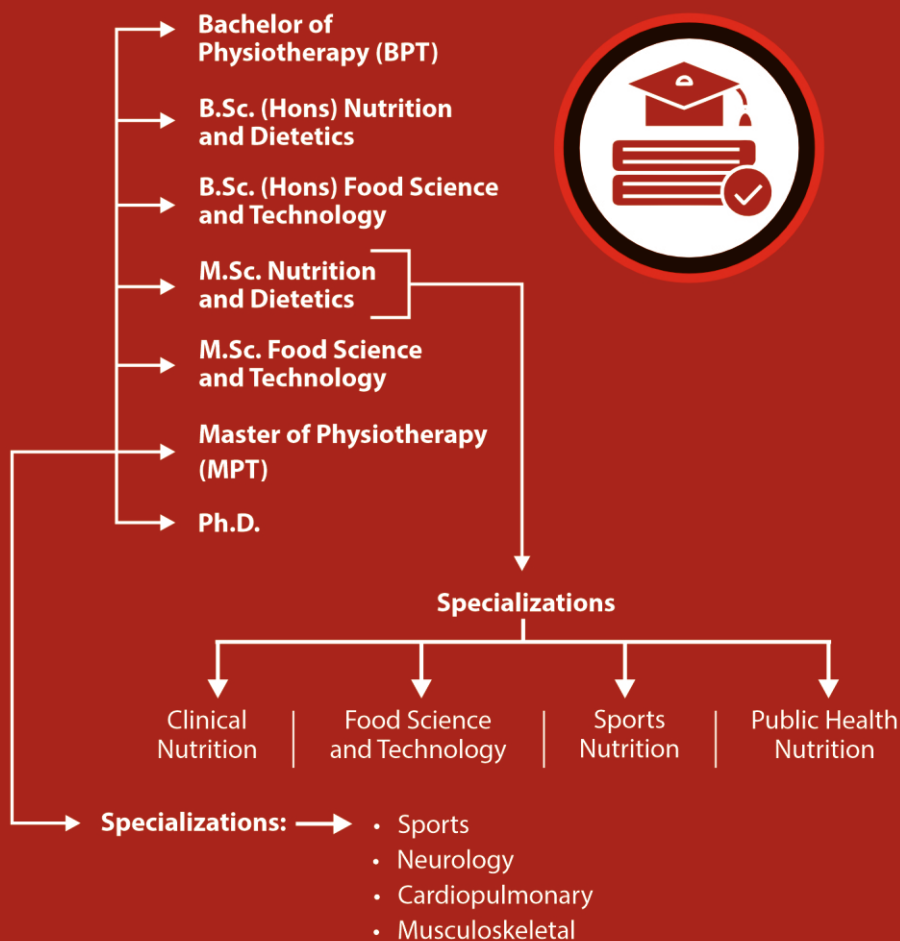 Bachelor of
Physiotherapy (BPT)
B.Sc. (Hons) Nutrition
and Dietetics
B.Sc. (Hons) Food Science
and Technology
M.Sc. Nutrition
and Dietetics
M.Sc. Food Science
and Technology
Master of Physiotherapy
(MPT)
Ph.D.
Specializations
Clinical
Nutrition
Food Science
and Technology
Sports
Nutrition
Public Health
Nutrition
Specializations:
• Sports
• Neurology
• Cardiopulmonary
• Musculoskeletal